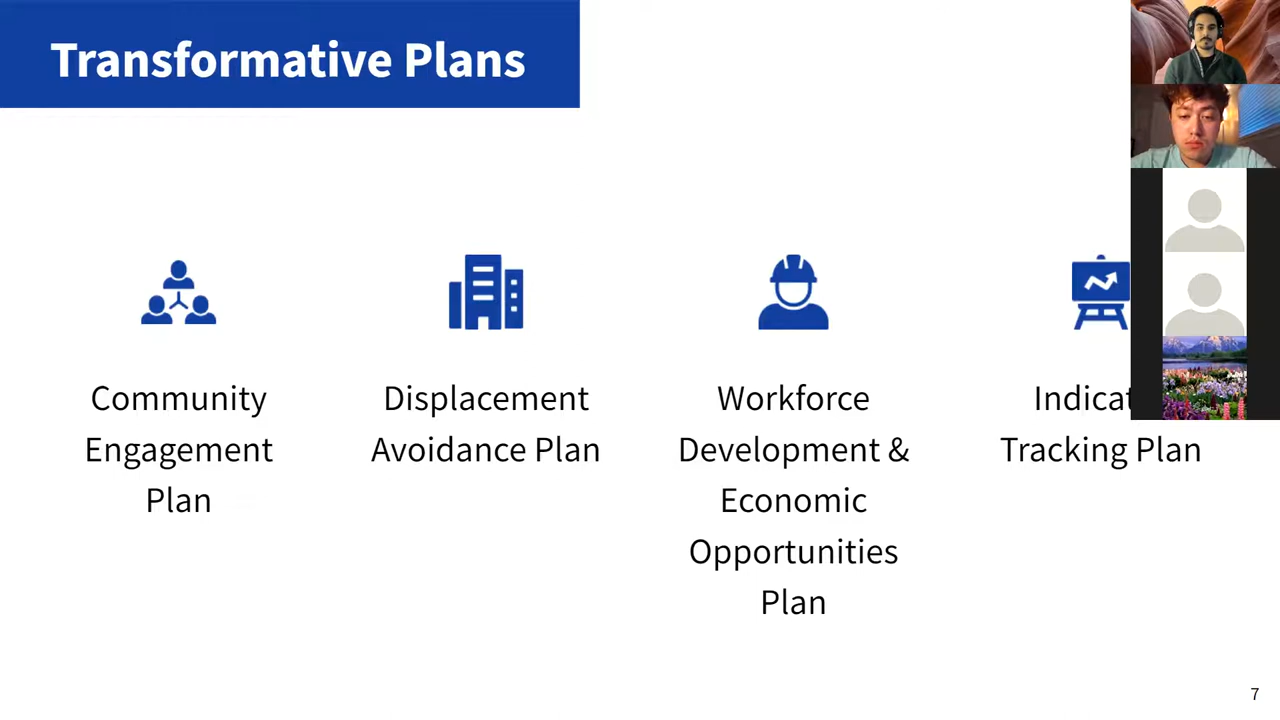 Transformative Plans
Community
Engagement
Plan
Displacement
Avoidance Plan
Workforce
Development &
Economic
Opportunities
Plan
Tracking Plan
7